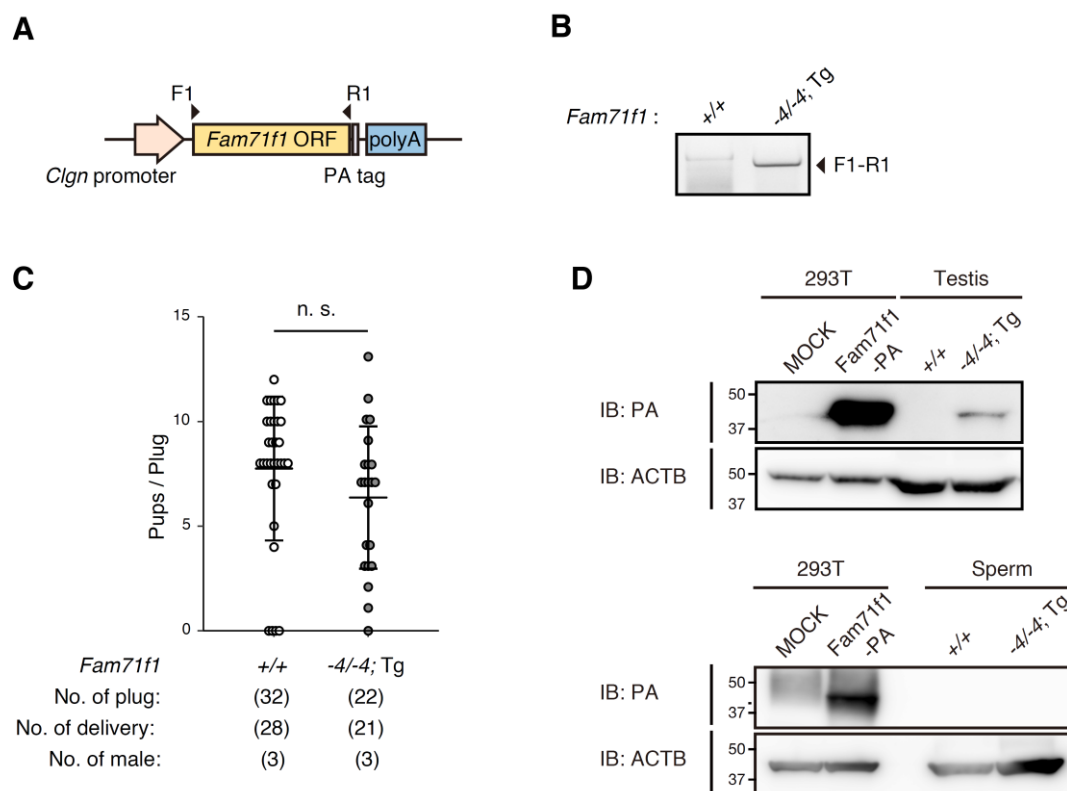 A
F1
R1
Fam71f1 ORF
polyA
Clgn promoter
PA tag
B
Fam71f1 :
+/+
-4/-4; Tg
F1-R1
C
n. s.
15
10
5
0
Pups / Plug
Fam71f1
+/+
-4/-4; Tg
No. of plug:
(32)
(22)
No. of delivery:
(28)
(21)
No. of male:
(3)
(3)
D
293T
Testis
MOCK
Fam71f1
-PA
+/+
-4/-4; Tg
IB: PA
50
37
IB: ACTB
50
37
293T
Sperm
MOCK
Fam71f1
-PA
+/+
-4/-4; Tg
IB: PA
50
37
IB: ACTB
50
37